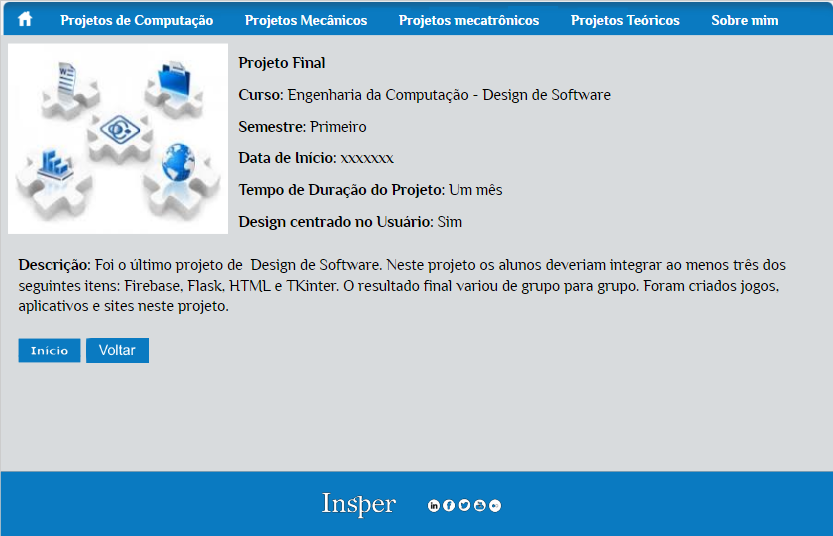 Projetos de Computação Projetos Mecânicos Projetos mecatrônicos Projetos Teóricos Sobre mim
Projeto Final
Curso: Engenharia da Computação - Design de Software
Semestre: Primeiro
Data de Início: xxxxxxx
Tempo de Duração do Projeto: Um mês
Design centrado no Usuário: Sim
Descrição: Foi o último projeto de Design de Software. Neste projeto os alunos deveriam integrar ao menos três dos
seguintes itens: Firebase, Flask, HTML e TKinter. O resultado final variou de grupo para grupo. Foram criados jogos,
aplicativos e sites neste projeto.
Inicio Voltar
Insper